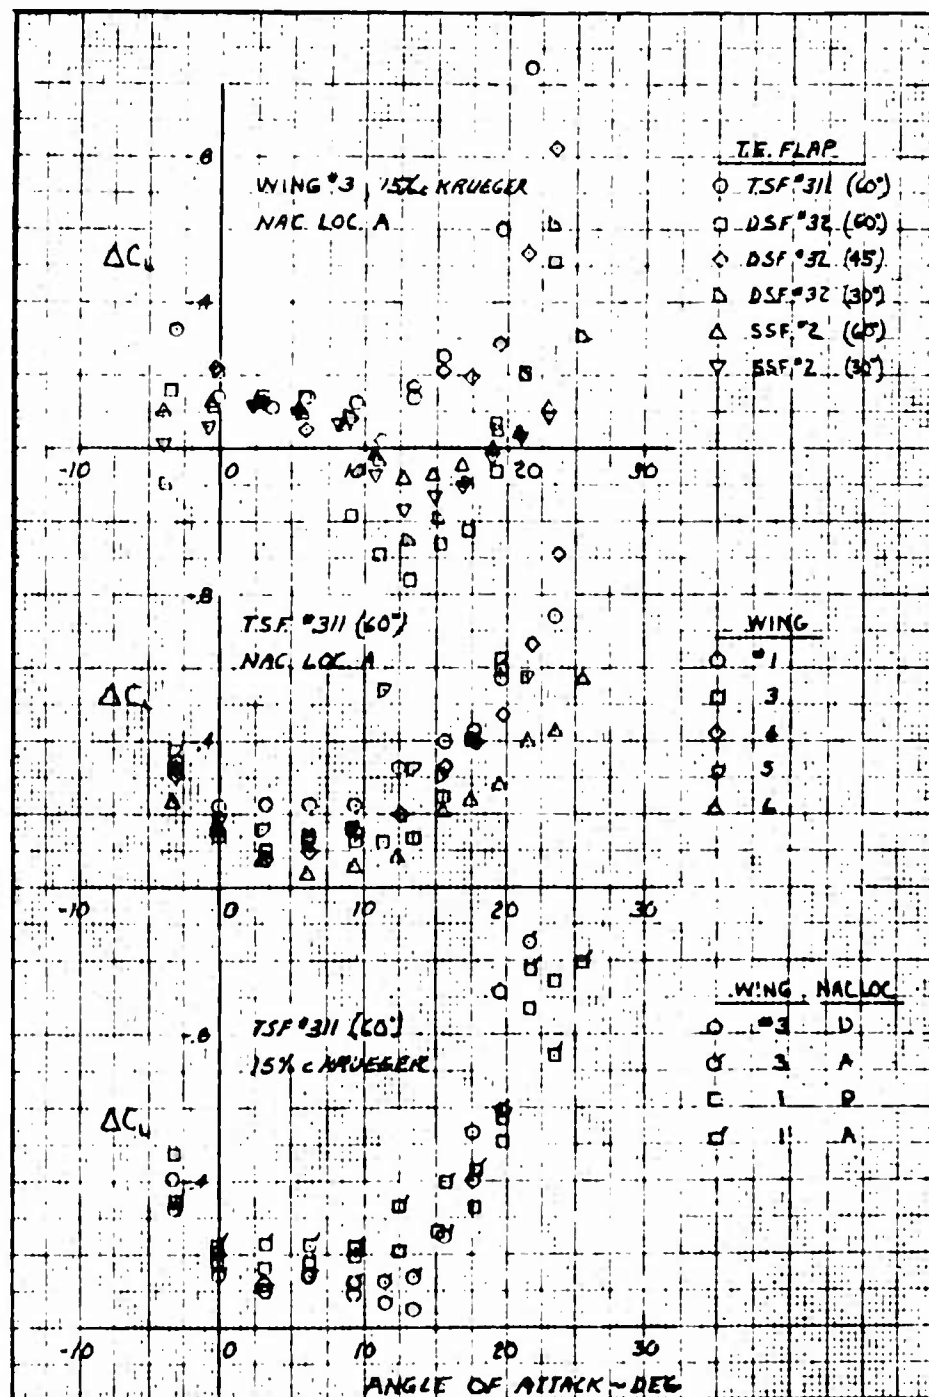 .8
WING #3, 15%c KRUEGER
NAC. LOC. A
ΔC
.4
-10 0 10 20 30
T.E. FLAP
TSF #311 (60°)
DSF #32 (60°)
DSF #32 (45)
DSF #32 (30°)
SSF #2 (60°)
SSF #2 (30°)
.8
T.S.F. #311 (60°)
NAC. LOC. A
ΔC
.4
-10 0 10 20 30
WING
#1
3
4
5
6
.8
TSF #311 (60°)
15% c KRUEGER
ΔC
.4
-10 0 10 20 30
WING NAC LOC
#3 D
3 A
1 D
1 A
ANGLE OF ATTACK ~ DEG